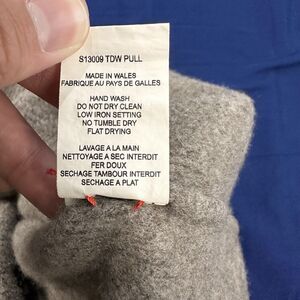 S13009 TDW PULL
MADE IN WALES
FABRIQUE AU PAYS DE GALLES
HAND WASH
DO NOT DRY CLEAN
LOW IRON SETTING
NO TUMBLE DRY
FLAT DRYING
LAVAGE A LA MAIN
NETTOYAGE A SEC INTERDIT
FER DOUX
SECHAGE TAMBOUR INTERDIT
SECHAGE A PLAT